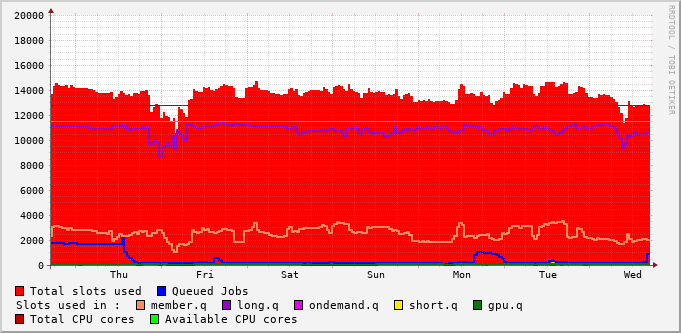 20000
18000
16000
14000
12000
10000
8000
6000
4000
2000
0
Thu Fri Sat Sun Mon Tue Wed
RRDTOOL / TOBI OETIKER
Total slots used Queued Jobs
Slots used in : member.q long.q ondemand.q short.q gpu.q
Total CPU cores Available CPU cores